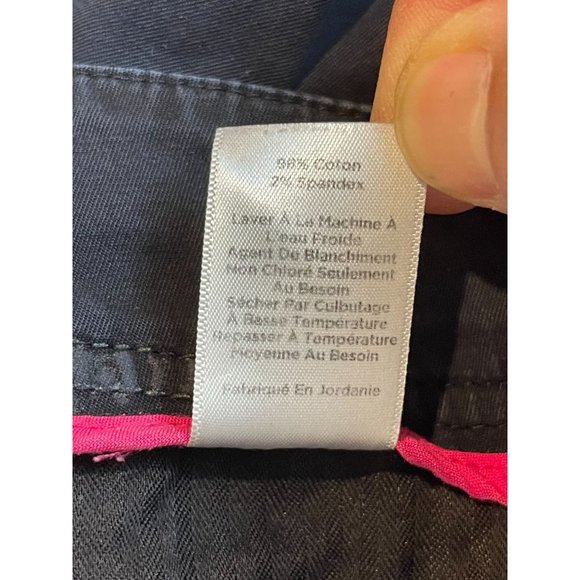 98% Coton
2% Spandex
Laver À La Machine À
L'eau Froide
Agent De Blanchiment
Non Chloré Seulement
Au Besoin
Sécher Par Culbutage
À Basse Température
Repasser À Température
Moyenne Au Besoin
Fabriqué En Jordanie